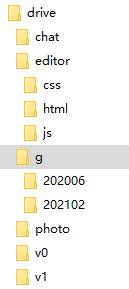 drive
chat
editor
css
html
js
g
202006
202102
photo
v0
v1